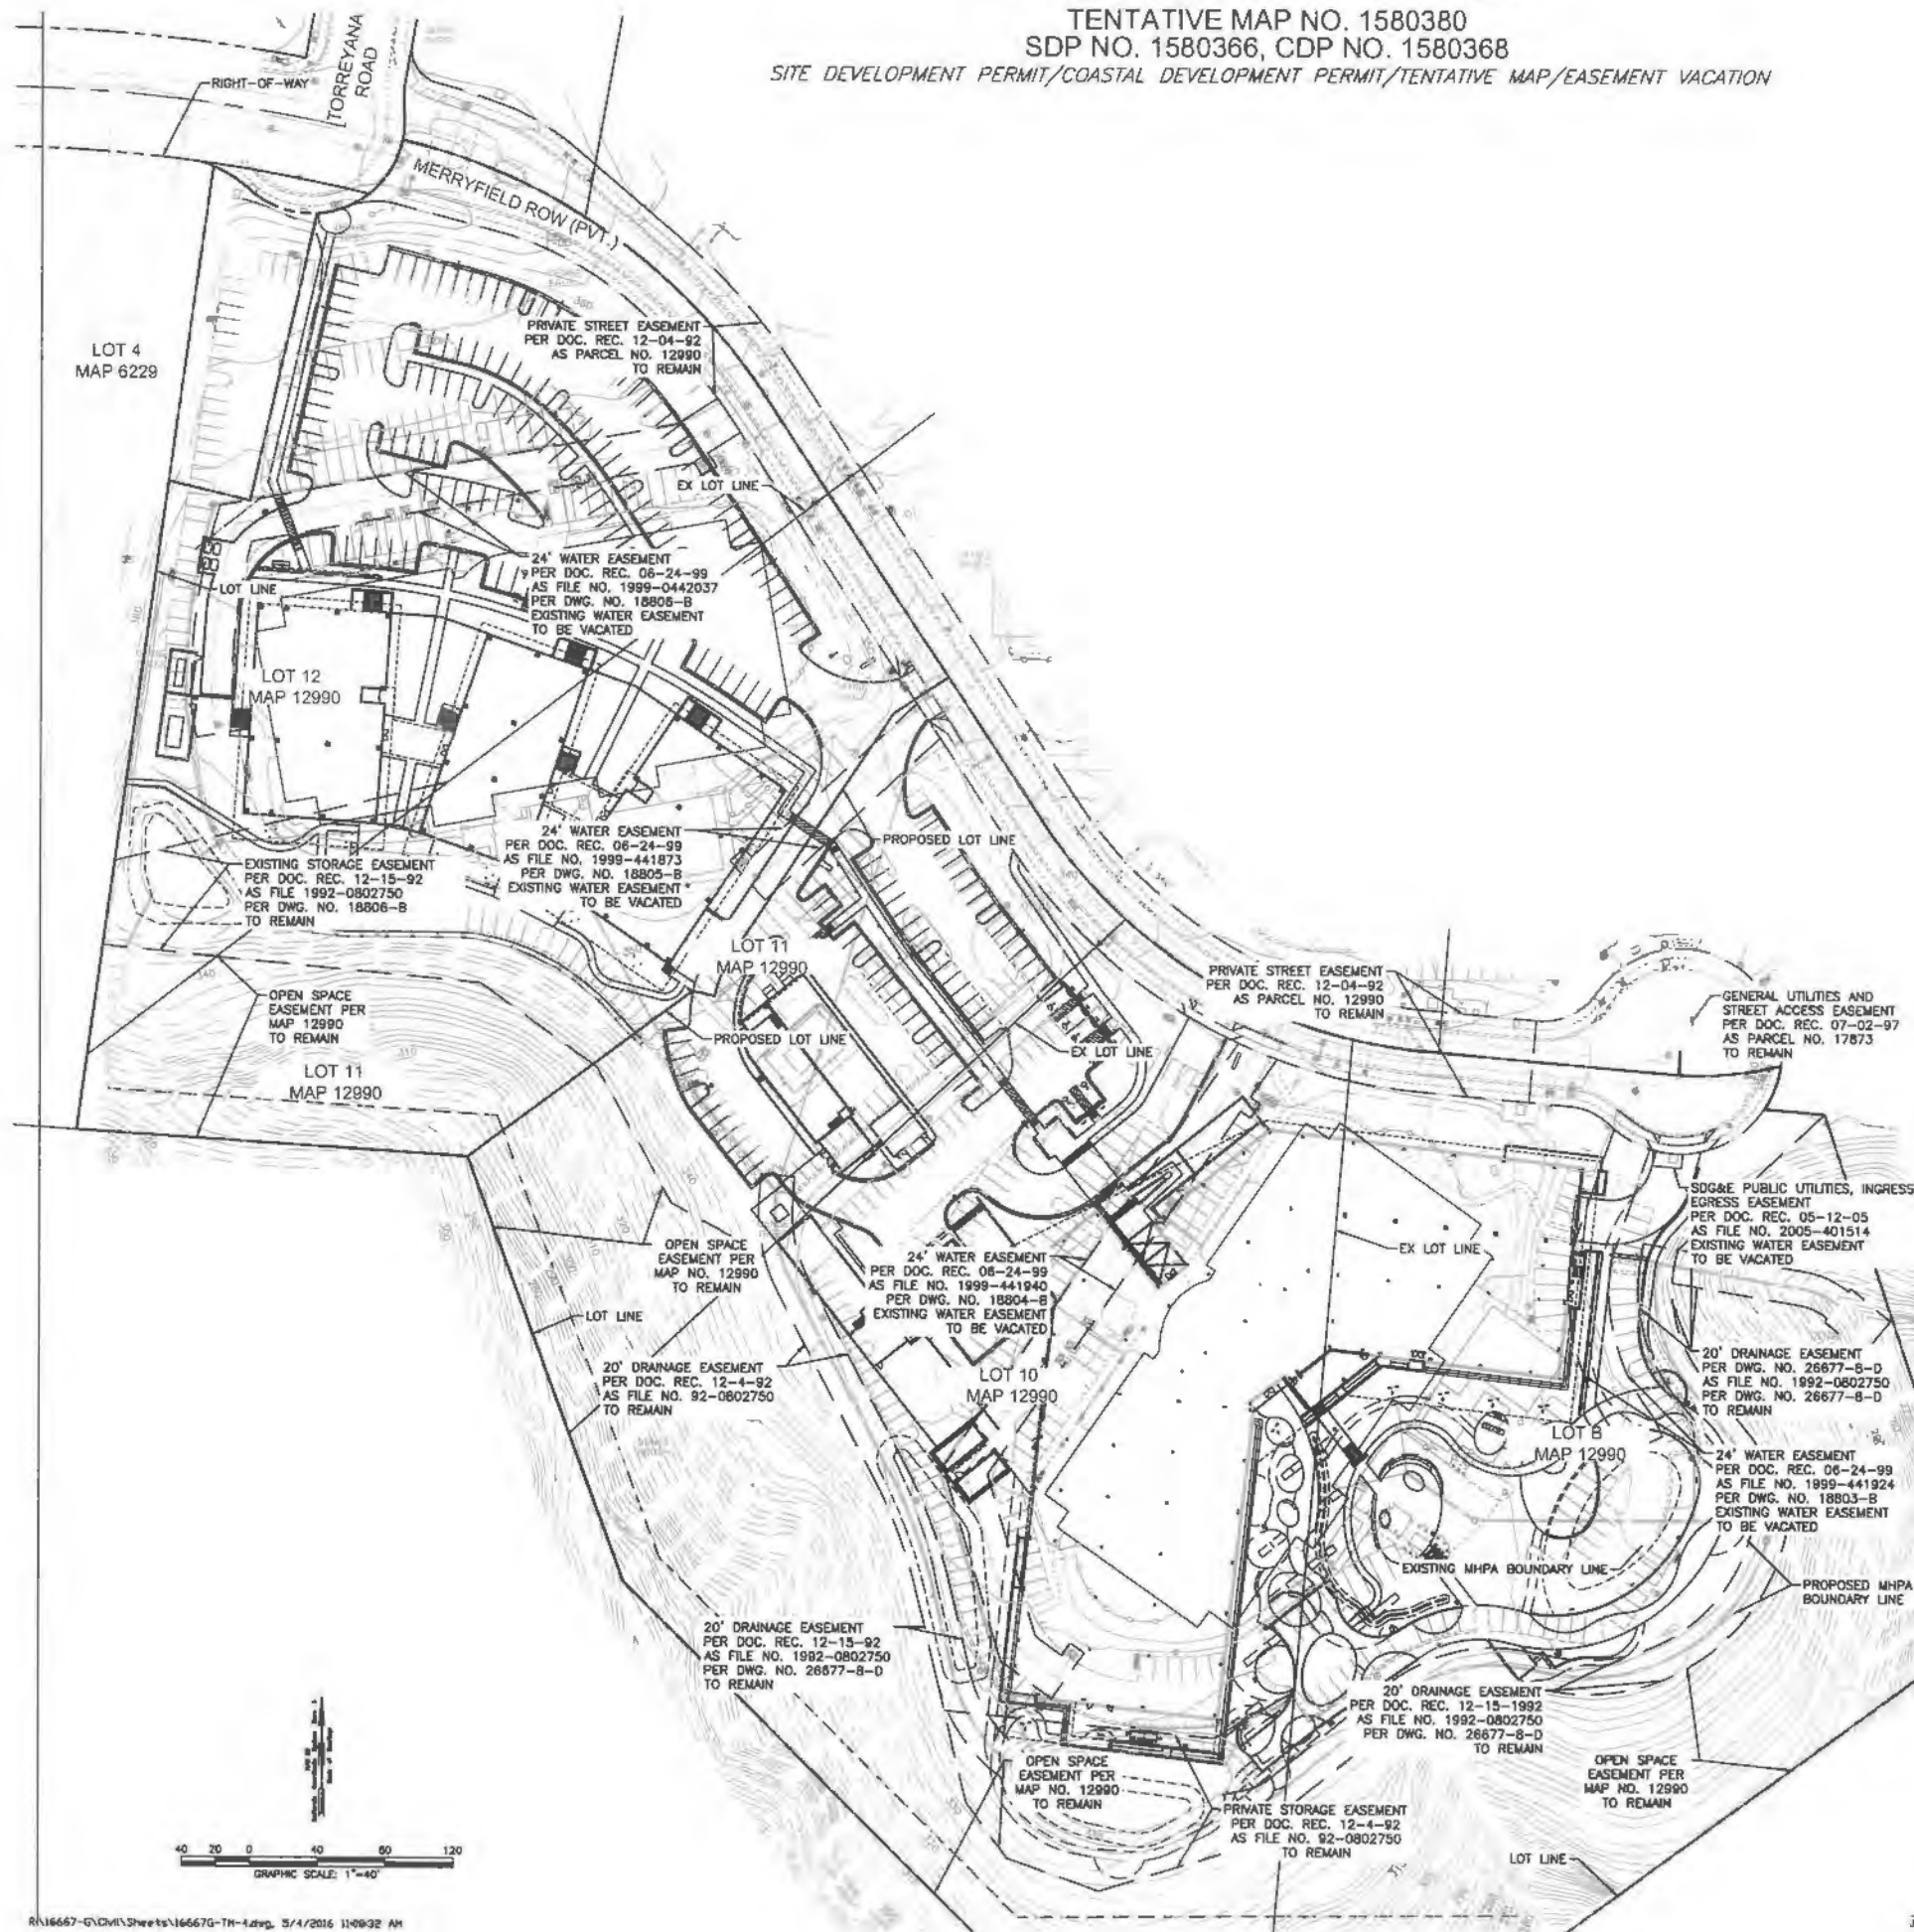 TENTATIVE MAP NO. 1580380
SDP NO. 1580366, CDP NO. 1580368
SITE DEVELOPMENT PERMIT/COASTAL DEVELOPMENT PERMIT/TENTATIVE MAP/EASEMENT VACATION
TORREYANA
ROAD
RIGHT-OF-WAY
MERRYFIELD ROW (PVT.)
LOT 4
MAP 6229
PRIVATE STREET EASEMENT
PER DOC. REC. 12-04-92
AS PARCEL NO. 12990
TO REMAIN
EX LOT LINE
24' WATER EASEMENT
PER DOC. REC. 06-24-99
AS FILE NO. 1999-0442037
PER DWG. NO. 18806-B
EXISTING WATER EASEMENT
TO BE VACATED
LOT LINE
LOT 12
MAP 12990
24' WATER EASEMENT
PER DOC. REC. 06-24-99
AS FILE NO. 1999-441873
PER DWG. NO. 18805-B
EXISTING WATER EASEMENT
TO BE VACATED
PROPOSED LOT LINE
EXISTING STORAGE EASEMENT
PER DOC. REC. 12-15-92
AS FILE 1992-0802750
PER DWG. NO. 18806-B
TO REMAIN
LOT 11
MAP 12990
PRIVATE STREET EASEMENT
PER DOC. REC. 12-04-92
AS PARCEL NO. 12990
TO REMAIN
GENERAL UTILITIES AND
STREET ACCESS EASEMENT
PER DOC. REC. 07-02-97
AS PARCEL NO. 17873
TO REMAIN
OPEN SPACE
EASEMENT PER
MAP 12990
TO REMAIN
PROPOSED LOT LINE
EX LOT LINE
340
310
LOT 11
MAP 12990
SDG&E PUBLIC UTILITIES, INGRESS
EGRESS EASEMENT
PER DOC. REC. 05-12-05
AS FILE NO. 2005-401514
EXISTING WATER EASEMENT
TO BE VACATED
OPEN SPACE
EASEMENT PER
MAP NO. 12990
TO REMAIN
24' WATER EASEMENT
PER DOC. REC. 06-24-99
AS FILE NO. 1999-441940
PER DWG. NO. 18804-B
EXISTING WATER EASEMENT
TO BE VACATED
EX LOT LINE
LOT LINE
20' DRAINAGE EASEMENT
PER DOC. REC. 12-4-92
AS FILE NO. 92-0802750
TO REMAIN
LOT 10
MAP 12990
20' DRAINAGE EASEMENT
PER DWG. NO. 26677-8-D
AS FILE NO. 1992-0802750
PER DWG. NO. 26677-8-D
TO REMAIN
LOT B
MAP 12990
24' WATER EASEMENT
PER DOC. REC. 06-24-99
AS FILE NO. 1999-441924
PER DWG. NO. 18803-B
EXISTING WATER EASEMENT
TO BE VACATED
EXISTING MHPA BOUNDARY LINE
PROPOSED MHPA
BOUNDARY LINE
20' DRAINAGE EASEMENT
PER DOC. REC. 12-15-92
AS FILE NO. 1992-0802750
PER DWG. NO. 26677-8-D
TO REMAIN
20' DRAINAGE EASEMENT
PER DOC. REC. 12-15-1992
AS FILE NO. 1992-0802750
PER DWG. NO. 26677-8-D
TO REMAIN
OPEN SPACE
EASEMENT PER
MAP NO. 12990
TO REMAIN
OPEN SPACE
EASEMENT PER
MAP NO. 12990
TO REMAIN
PRIVATE STORAGE EASEMENT
PER DOC. REC. 12-4-92
AS FILE NO. 92-0802750
TO REMAIN
LOT LINE
40 20 0 40 80 120
GRAPHIC SCALE: 1"=40'
R:\16667-G\Civil\Sheets\16667G-TM-4.dwg, 5/4/2016 11:09:32 AM